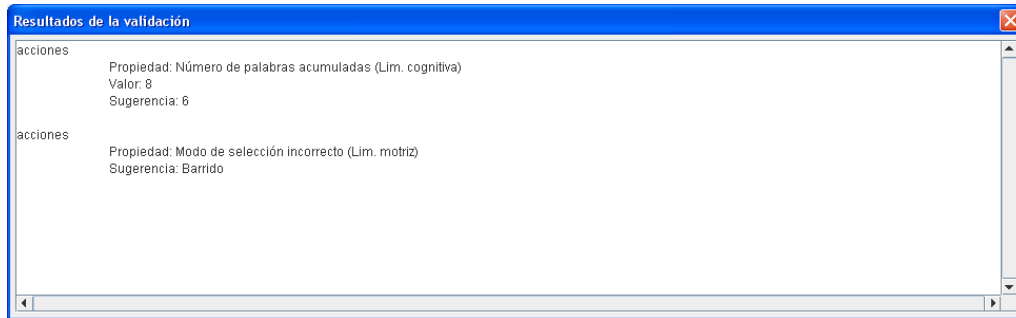 Resultados de la validación
acciones
Propiedad: Número de palabras acumuladas (Lim. cognitiva)
Valor: 8
Sugerencia: 6
acciones
Propiedad: Modo de selección incorrecto (Lim. motriz)
Sugerencia: Barrido